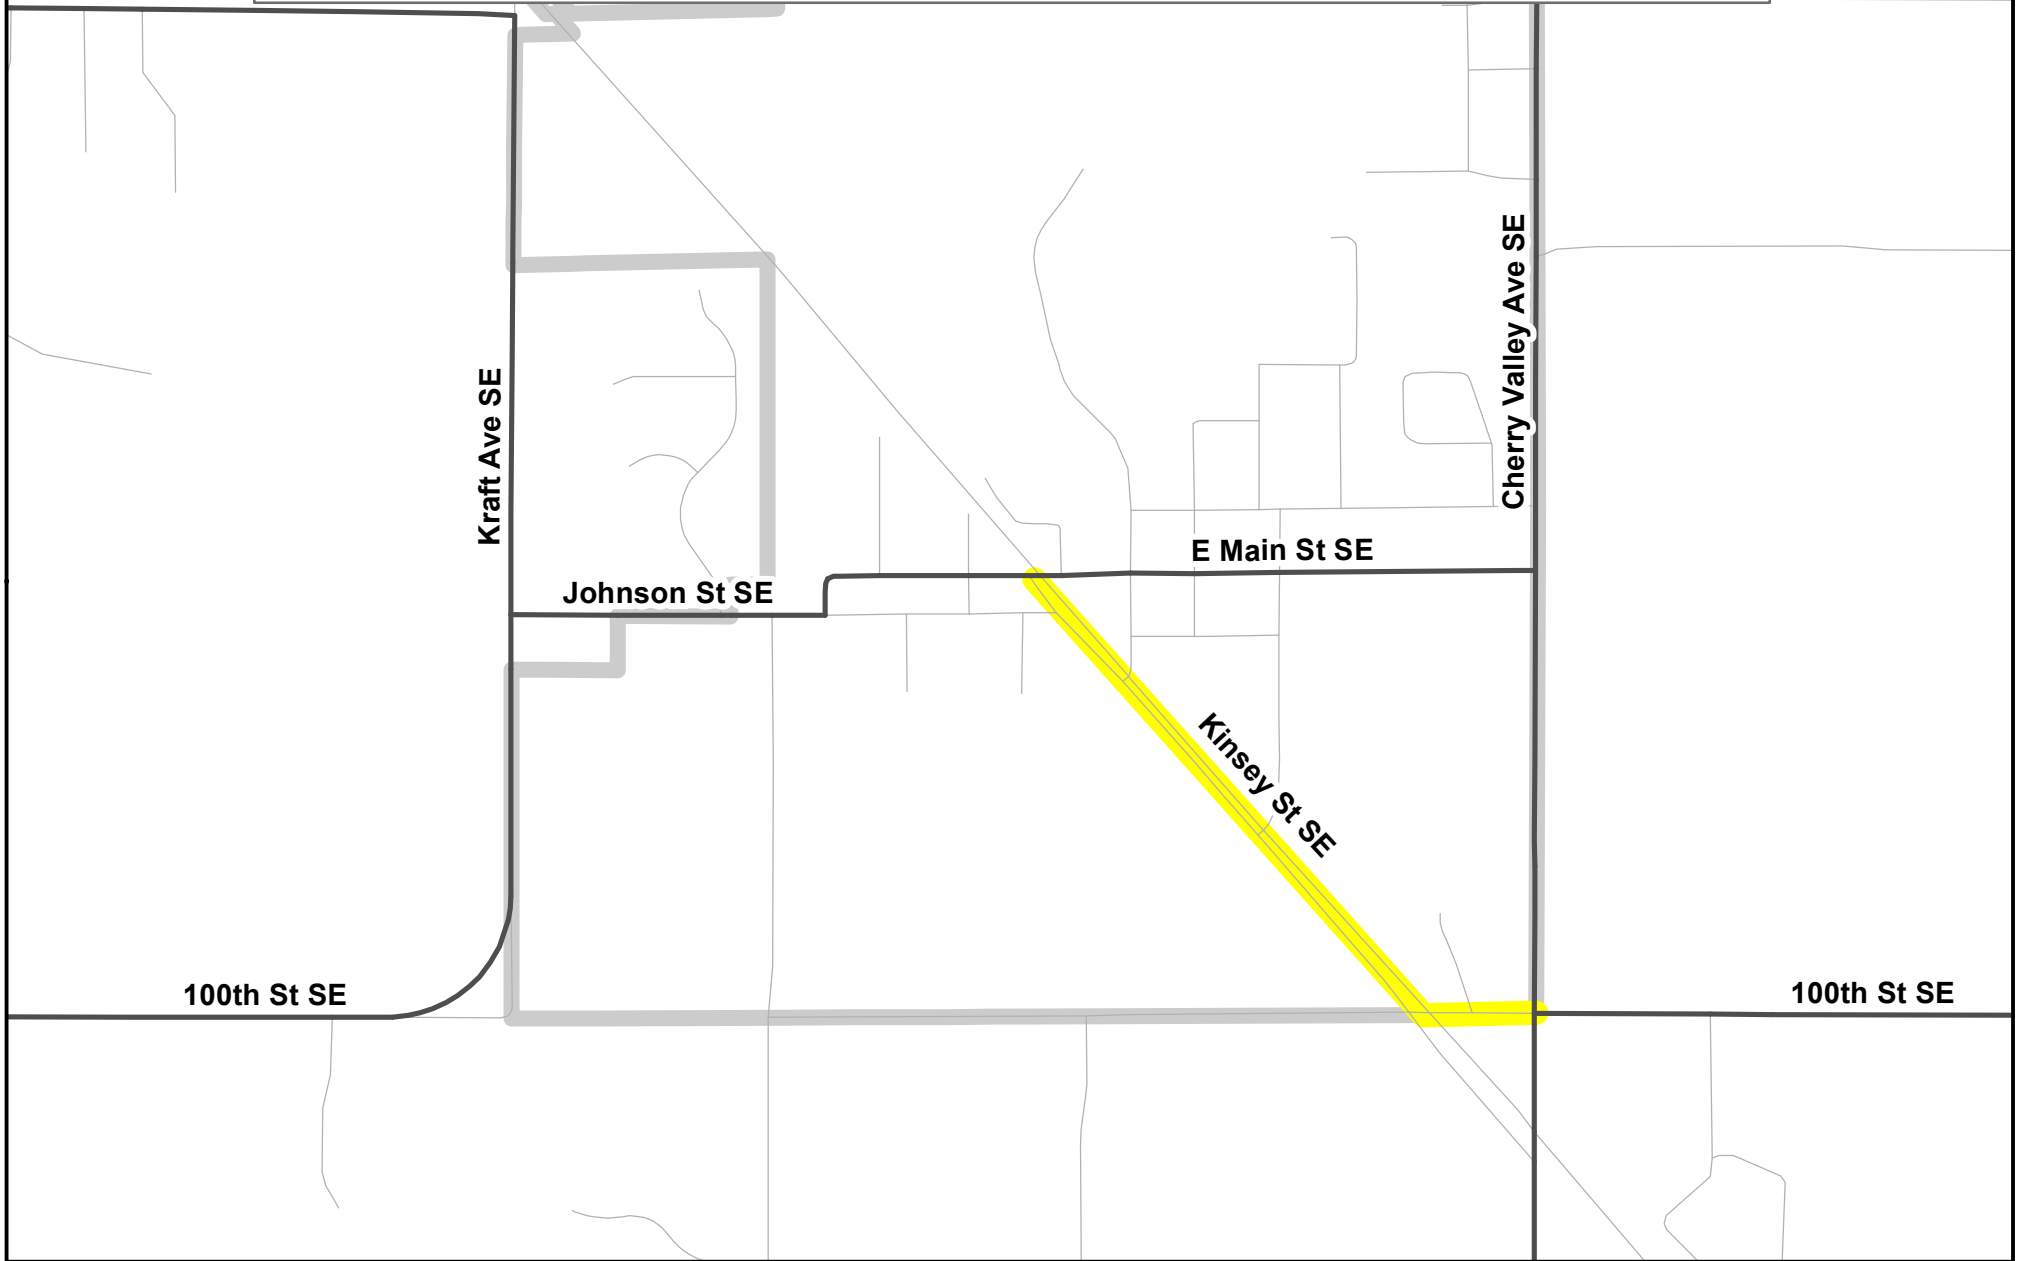 Cherry Valley Ave SE
Kraft Ave SE
E Main St SE
Johnson St SE
Kinsey St SE
100th St SE
100th St SE